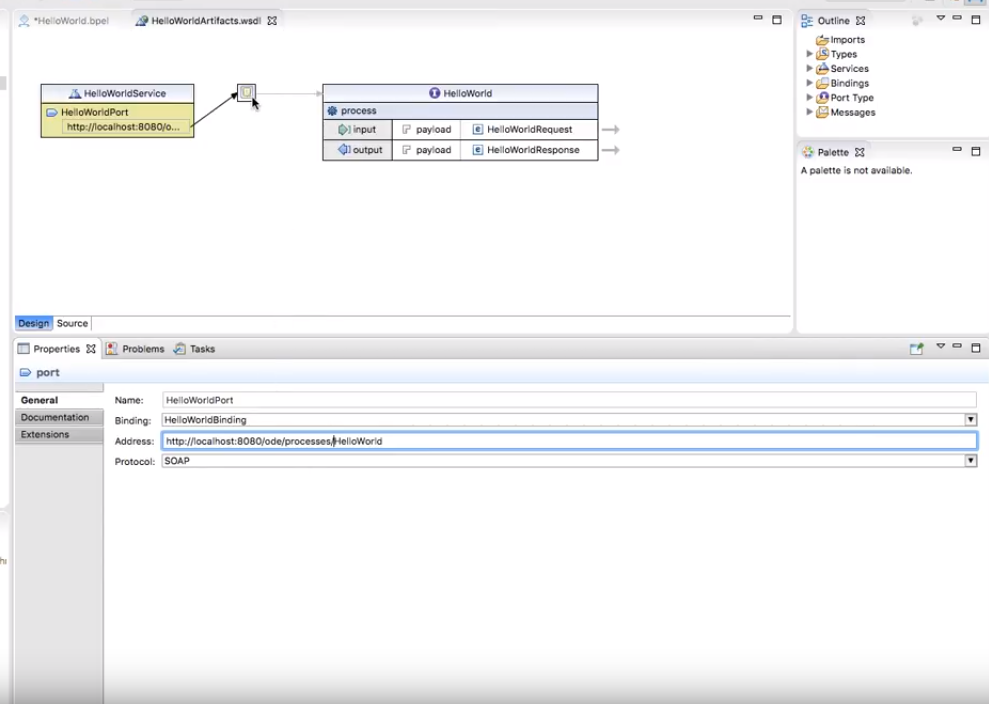 *HelloWorld.bpel
HelloWorldArtifacts.wsdl
HelloWorldService
HelloWorldPort
http://localhost:8080/o...
HelloWorld
process
input payload HelloWorldRequest
output payload HelloWorldResponse
Design Source
Outline
Imports
Types
Services
Bindings
Port Type
Messages
Palette
A palette is not available.
Properties Problems Tasks
port
General
Documentation
Extensions
Name: HelloWorldPort
Binding: HelloWorldBinding
Address: http://localhost:8080/ode/processes/HelloWorld
Protocol: SOAP